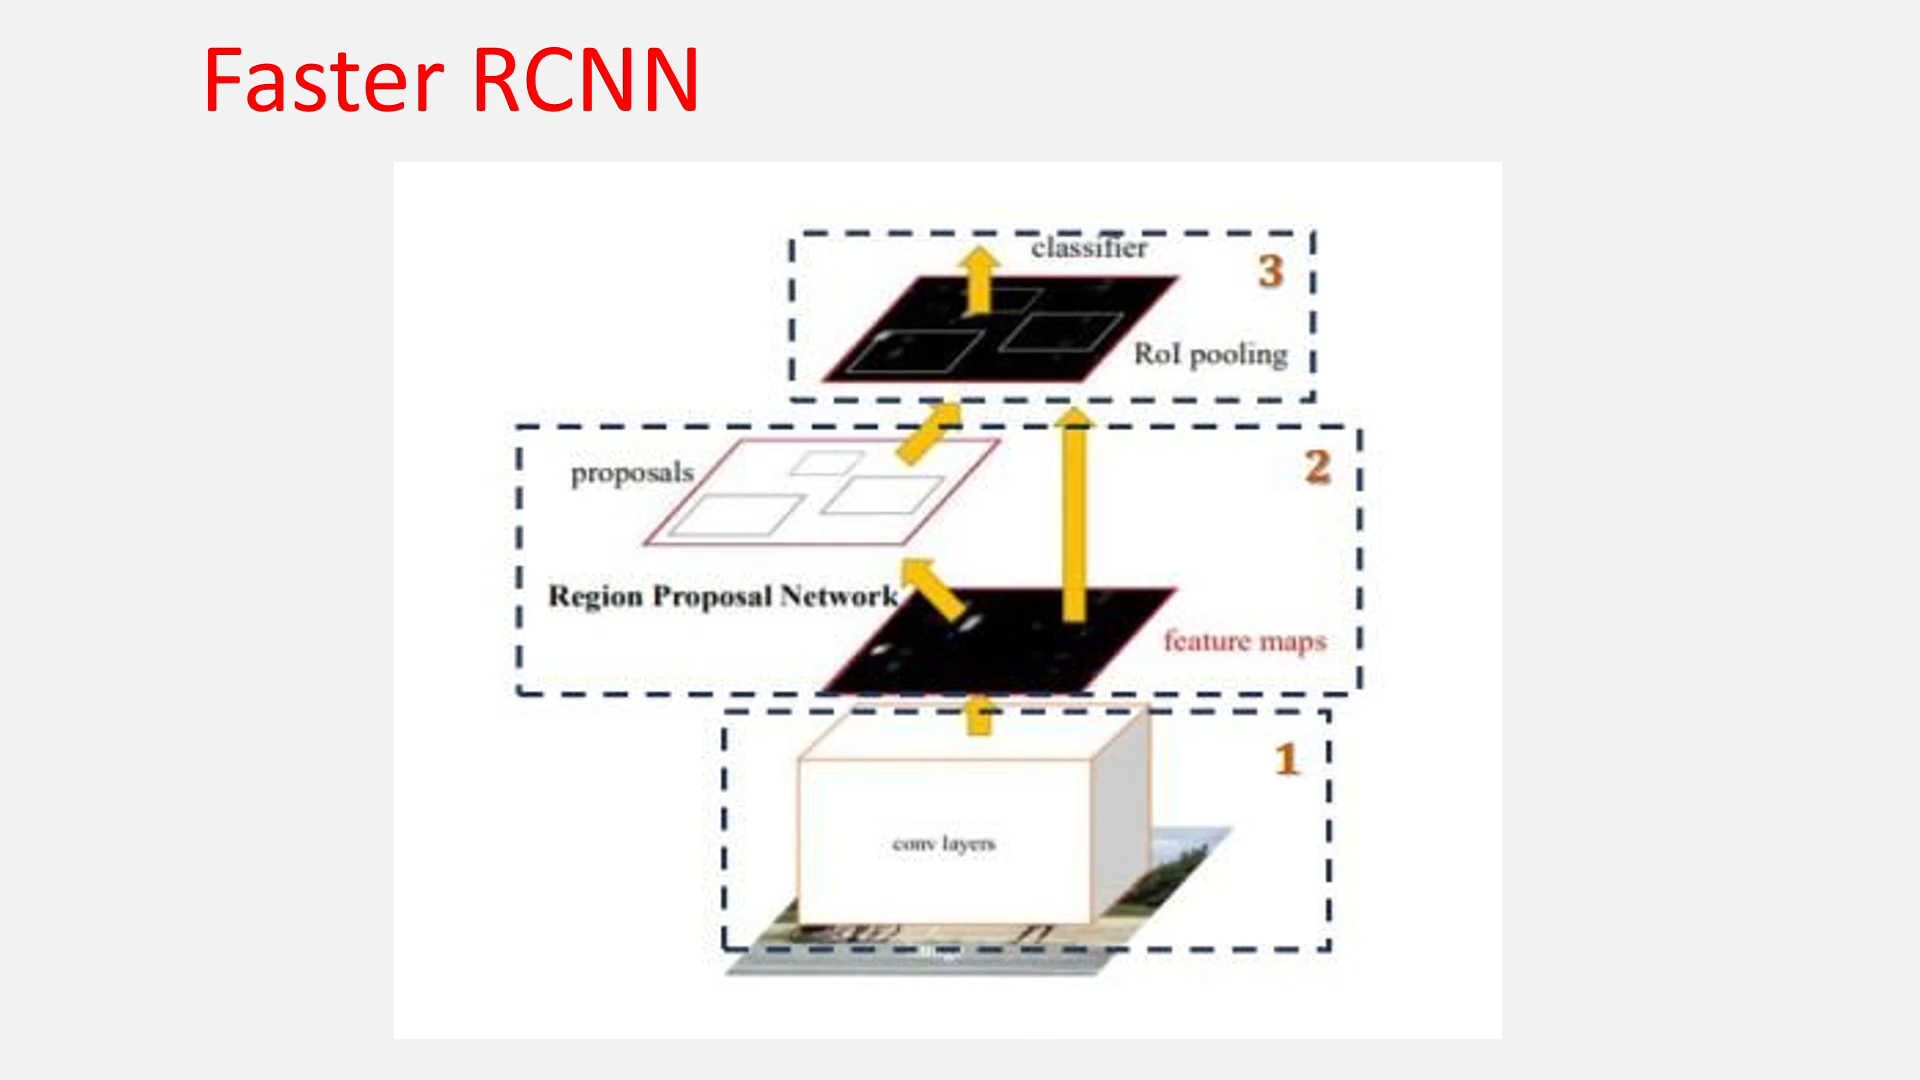 Faster RCNN
classifier
3
RoI pooling
proposals
2
Region Proposal Network
feature maps
1
conv layers